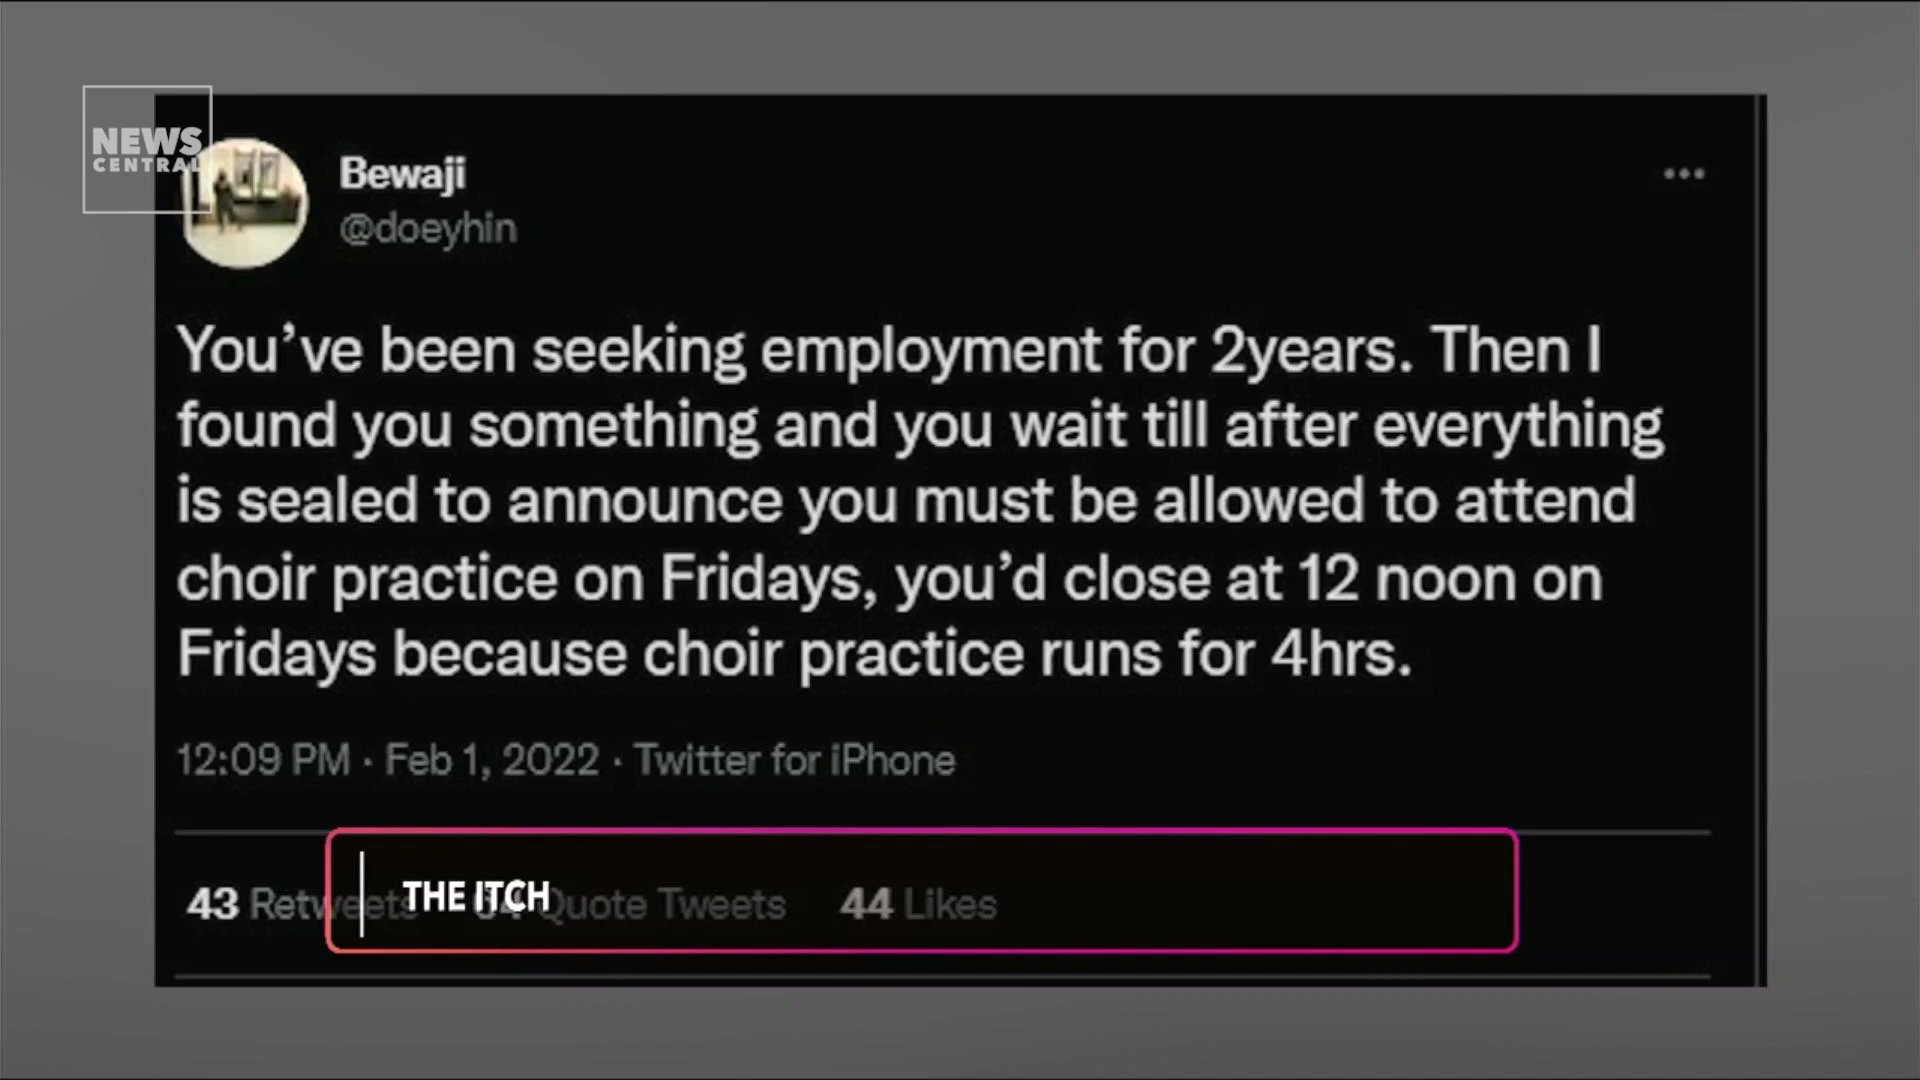 NEWS
CENTRAL
Bewaji
@doeyhin
You’ve been seeking employment for 2years. Then I
found you something and you wait till after everything
is sealed to announce you must be allowed to attend
choir practice on Fridays, you’d close at 12 noon on
Fridays because choir practice runs for 4hrs.
12:09 PM · Feb 1, 2022 · Twitter for iPhone
43 Retweets Quote Tweets 44 Likes
THE ITCH